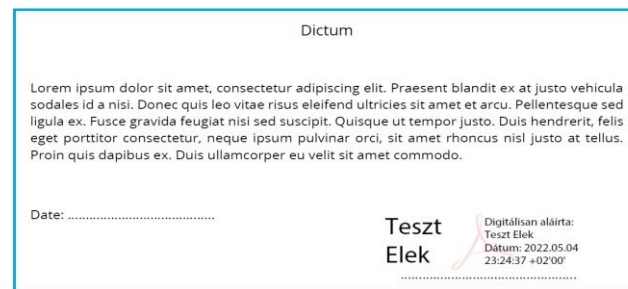 Dictum
Lorem ipsum dolor sit amet, consectetur adipiscing elit. Praesent blandit ex at justo vehicula
sodales id a nisi. Donec quis leo vitae risus eleifend ultricies sit amet et arcu. Pellentesque sed
ligula ex. Fusce gravida feugiat nisi sed suscipit. Quisque ut tempor justo. Duis hendrerit, felis
eget porttitor consectetur, neque ipsum pulvinar orci, sit amet rhoncus nisl justo at tellus.
Proin quis dapibus ex. Duis ullamcorper eu velit sit amet commodo.
Date: .........................................
Teszt
Elek
Digitálisan aláírta:
Teszt Elek
Dátum: 2022.05.04
23:24:37 +02'00'
.................................................